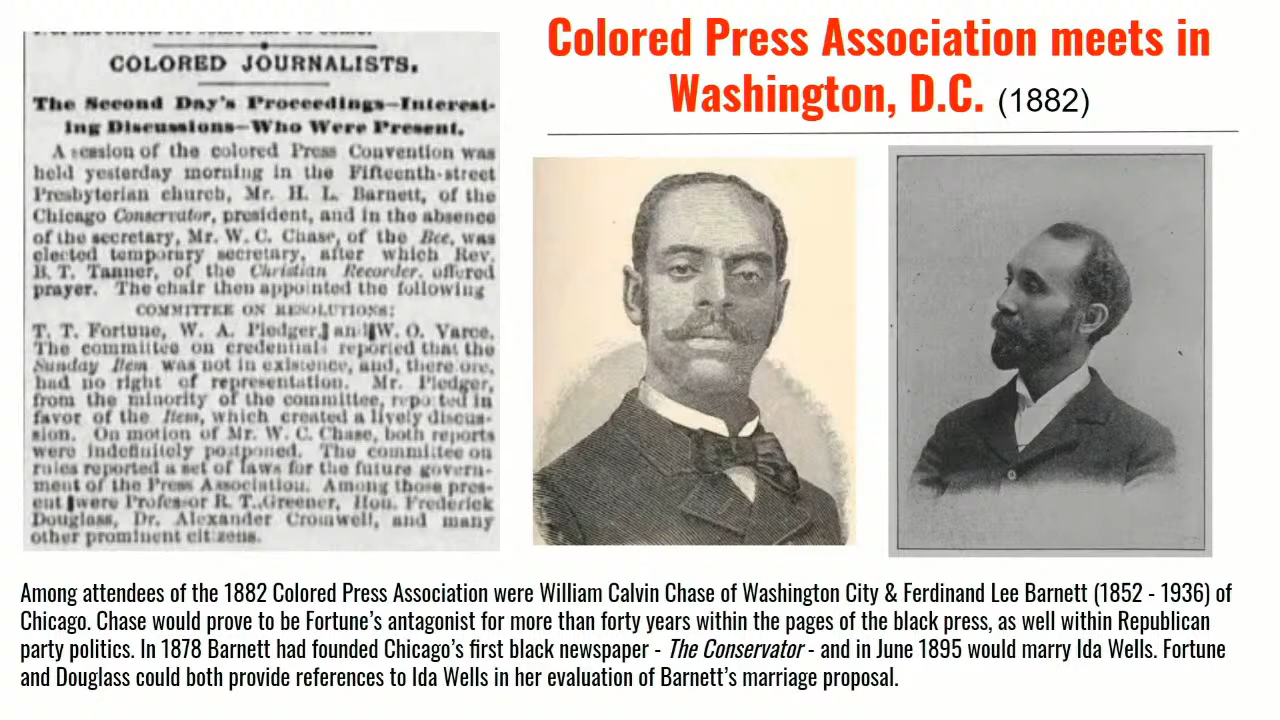 COLORED JOURNALISTS.
The Second Day's Proceedings—Interest-
ing Discussions—Who Were Present.
A session of the colored Press Convention was
held yesterday morning in the Fifteenth-street
Presbyterian church, Mr. H. L. Barnett, of the
Chicago Conservator, president, and in the absence
of the secretary, Mr. W. C. Chase, of the Bee, was
elected temporary secretary, after which Rev.
B. T. Tanner, of the Christian Recorder, offered
prayer. The chair then appointed the following
COMMITTEE ON RESOLUTIONS:
T. T. Fortune, W. A. Pledger, and W. O. Varce.
The committee on credentials reported that the
Sunday Item was not in existence, and, therefore,
had no right of representation. Mr. Pledger,
from the minority of the committee, reported in
favor of the Item, which created a lively discus-
sion. On motion of Mr. W. C. Chase, both reports
were indefinitely postponed. The committee on
rules reported a set of laws for the future govern-
ment of the Press Association. Among those pres-
ent were Professor R. T. Greener, Hon. Frederick
Douglass, Dr. Alexander Cromwell, and many
other prominent citizens.
Colored Press Association meets in
Washington, D.C. (1882)
Among attendees of the 1882 Colored Press Association were William Calvin Chase of Washington City & Ferdinand Lee Barnett (1852 - 1936) of
Chicago. Chase would prove to be Fortune's antagonist for more than forty years within the pages of the black press, as well within Republican
party politics. In 1878 Barnett had founded Chicago's first black newspaper - The Conservator - and in June 1895 would marry Ida Wells. Fortune
and Douglass could both provide references to Ida Wells in her evaluation of Barnett's marriage proposal.